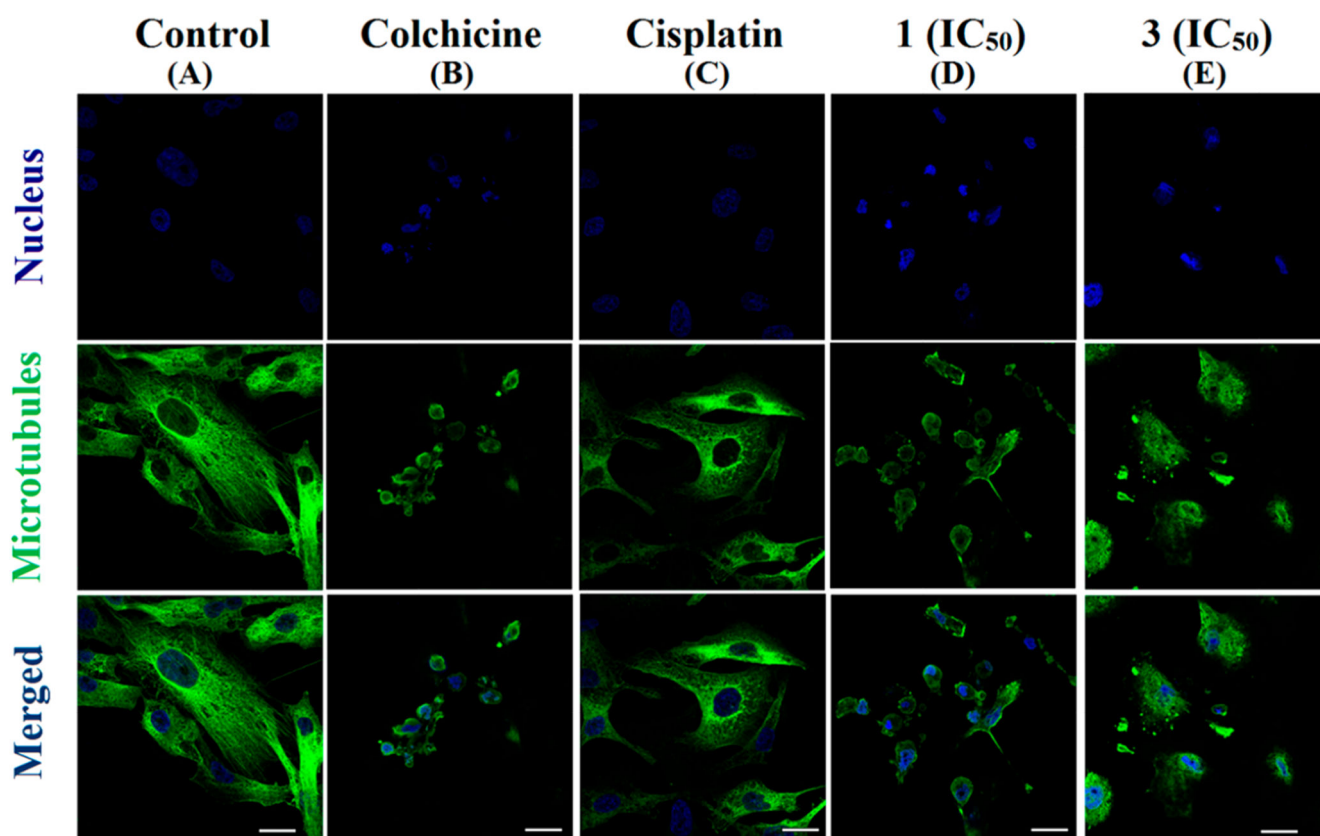 Control Colchicine Cisplatin 1 (IC₅₀) 3 (IC₅₀)
(A) (B) (C) (D) (E)
Nucleus
Microtubules
Merged